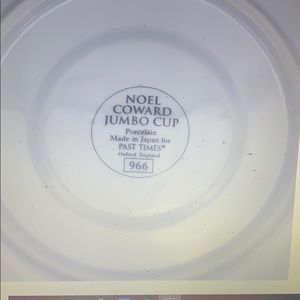 NOEL
COWARD
JUMBO CUP
Porcelain
Made in Japan for
PAST TIMES®
Oxford England
966